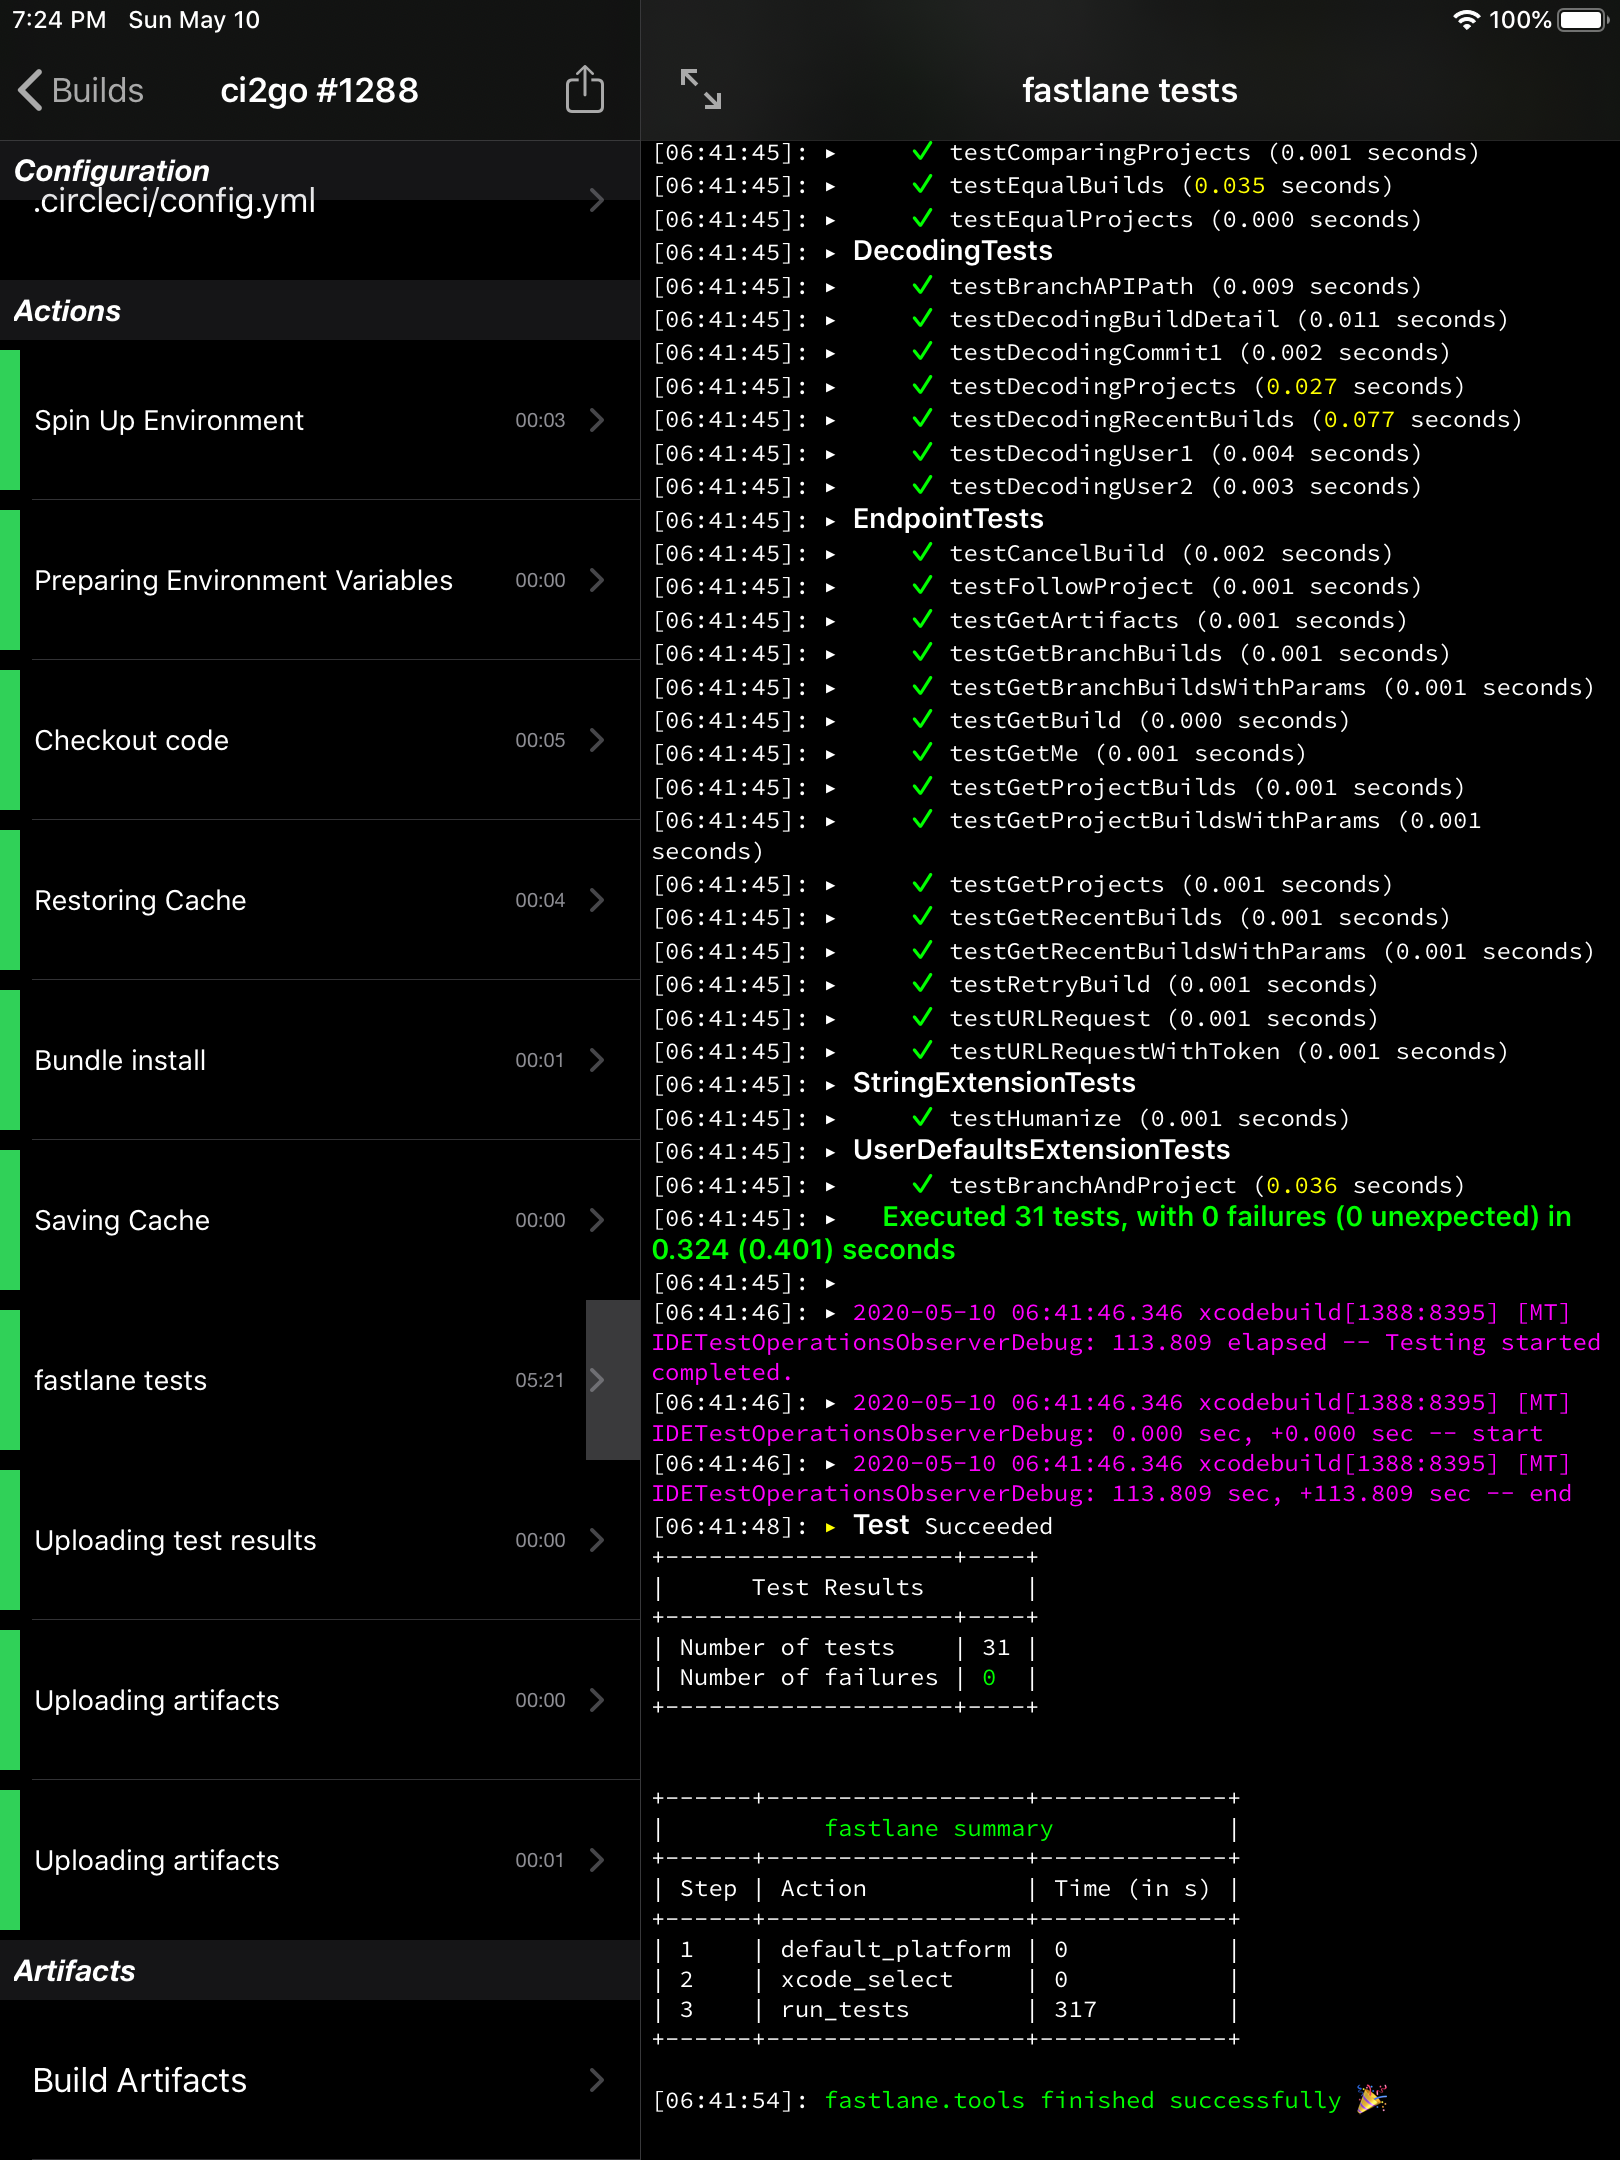 7:24 PM Sun May 10
100%
Builds
ci2go #1288
Configuration
.circleci/config.yml
Actions
Spin Up Environment 00:03
Preparing Environment Variables 00:00
Checkout code 00:05
Restoring Cache 00:04
Bundle install 00:01
Saving Cache 00:00
fastlane tests 05:21
Uploading test results 00:00
Uploading artifacts 00:00
Uploading artifacts 00:01
Artifacts
Build Artifacts
fastlane tests
[06:41:45]: ▸ ✓ testComparingProjects (0.001 seconds)
[06:41:45]: ▸ ✓ testEqualBuilds (0.035 seconds)
[06:41:45]: ▸ ✓ testEqualProjects (0.000 seconds)
[06:41:45]: ▸ DecodingTests
[06:41:45]: ▸ ✓ testBranchAPIPath (0.009 seconds)
[06:41:45]: ▸ ✓ testDecodingBuildDetail (0.011 seconds)
[06:41:45]: ▸ ✓ testDecodingCommit1 (0.002 seconds)
[06:41:45]: ▸ ✓ testDecodingProjects (0.027 seconds)
[06:41:45]: ▸ ✓ testDecodingRecentBuilds (0.077 seconds)
[06:41:45]: ▸ ✓ testDecodingUser1 (0.004 seconds)
[06:41:45]: ▸ ✓ testDecodingUser2 (0.003 seconds)
[06:41:45]: ▸ EndpointTests
[06:41:45]: ▸ ✓ testCancelBuild (0.002 seconds)
[06:41:45]: ▸ ✓ testFollowProject (0.001 seconds)
[06:41:45]: ▸ ✓ testGetArtifacts (0.001 seconds)
[06:41:45]: ▸ ✓ testGetBranchBuilds (0.001 seconds)
[06:41:45]: ▸ ✓ testGetBranchBuildsWithParams (0.001 seconds)
[06:41:45]: ▸ ✓ testGetBuild (0.000 seconds)
[06:41:45]: ▸ ✓ testGetMe (0.001 seconds)
[06:41:45]: ▸ ✓ testGetProjectBuilds (0.001 seconds)
[06:41:45]: ▸ ✓ testGetProjectBuildsWithParams (0.001
seconds)
[06:41:45]: ▸ ✓ testGetProjects (0.001 seconds)
[06:41:45]: ▸ ✓ testGetRecentBuilds (0.001 seconds)
[06:41:45]: ▸ ✓ testGetRecentBuildsWithParams (0.001 seconds)
[06:41:45]: ▸ ✓ testRetryBuild (0.001 seconds)
[06:41:45]: ▸ ✓ testURLRequest (0.001 seconds)
[06:41:45]: ▸ ✓ testURLRequestWithToken (0.001 seconds)
[06:41:45]: ▸ StringExtensionTests
[06:41:45]: ▸ ✓ testHumanize (0.001 seconds)
[06:41:45]: ▸ UserDefaultsExtensionTests
[06:41:45]: ▸ ✓ testBranchAndProject (0.036 seconds)
[06:41:45]: ▸ Executed 31 tests, with 0 failures (0 unexpected) in
0.324 (0.401) seconds
[06:41:45]: ▸
[06:41:46]: ▸ 2020-05-10 06:41:46.346 xcodebuild[1388:8395] [MT]
IDETestOperationsObserverDebug: 113.809 elapsed -- Testing started
completed.
[06:41:46]: ▸ 2020-05-10 06:41:46.346 xcodebuild[1388:8395] [MT]
IDETestOperationsObserverDebug: 0.000 sec, +0.000 sec -- start
[06:41:46]: ▸ 2020-05-10 06:41:46.346 xcodebuild[1388:8395] [MT]
IDETestOperationsObserverDebug: 113.809 sec, +113.809 sec -- end
[06:41:48]: ▸ Test Succeeded
+--------------------+----+
| Test Results |
+--------------------+----+
| Number of tests | 31 |
| Number of failures | 0 |
+--------------------+----+
+------+------------------+-------------+
| fastlane summary |
+------+------------------+-------------+
| Step | Action | Time (in s) |
+------+------------------+-------------+
| 1 | default_platform | 0 |
| 2 | xcode_select | 0 |
| 3 | run_tests | 317 |
+------+------------------+-------------+
[06:41:54]: fastlane.tools finished successfully 🎉